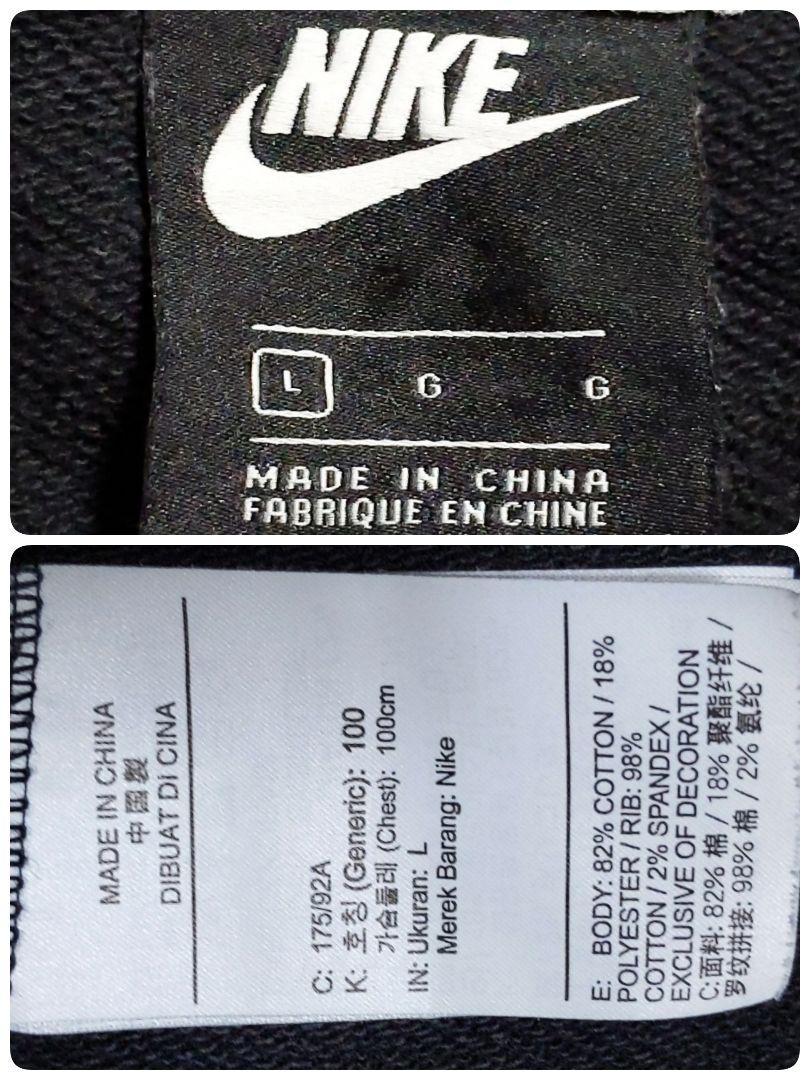 NIKE
L G G
MADE IN CHINA
FABRIQUE EN CHINE
MADE IN CHINA
中國製
DIBUAT DI CINA
C: 175/92A
K: 호칭 (Generic): 100
가슴둘레 (Chest): 100cm
IN: Ukuran: L
Merek Barang: Nike
E: BODY: 82% COTTON / 18%
POLYESTER / RIB: 98%
COTTON / 2% SPANDEX /
EXCLUSIVE OF DECORATION
C:面料: 82% 棉 / 18% 聚酯纤维 /
罗纹拼接: 98% 棉 / 2% 氨纶 /